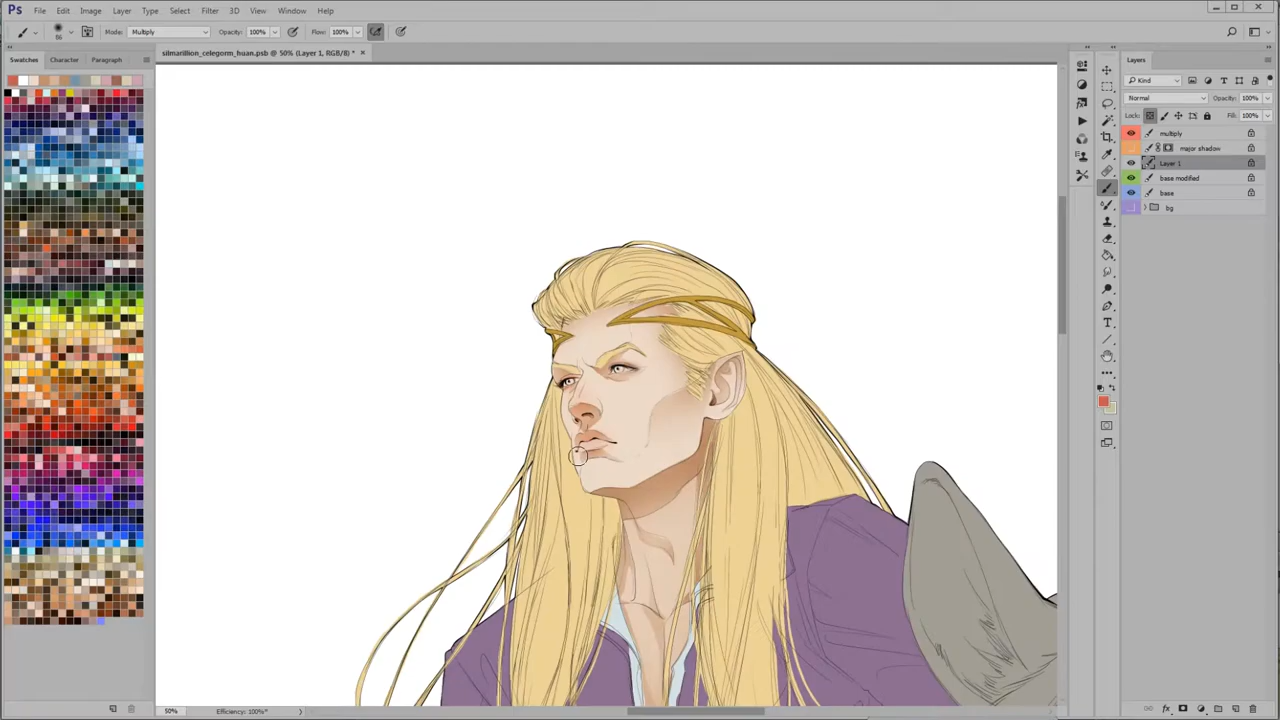 Ps File Edit Image Layer Type Select Filter 3D View Window Help
66 Mode: Multiply Opacity: 100% Flow: 100%
silmarillion_celegorm_huan.psb @ 50% (Layer 1, RGB/8) *
Swatches Character Paragraph
Layers
Kind
Normal Opacity: 100%
Lock: Fill: 100%
multiply
major shadow
Layer 1
base modified
base
bg
50% Efficiency: 100%*